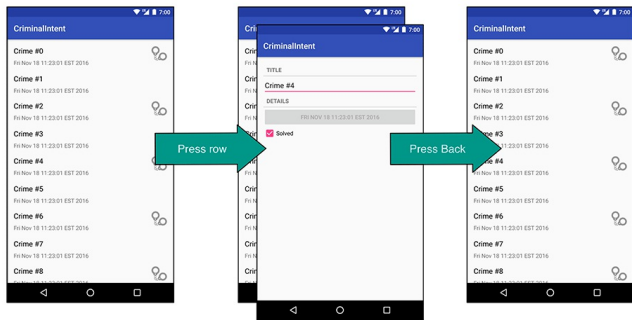 7:00
CriminalIntent
Crime #0
Fri Nov 18 11:23:01 EST 2016
Crime #1
Fri Nov 18 11:23:01 EST 2016
Crime #2
Fri Nov 18 11:23:01 EST 2016
Crime #3
Fri Nov 18 11:23:01 EST 2016
Crime #4
Fri Nov 18 11:23:01 EST 2016
Crime #5
Fri Nov 18 11:23:01 EST 2016
Crime #6
Fri Nov 18 11:23:01 EST 2016
Crime #7
Fri Nov 18 11:23:01 EST 2016
Crime #8
Press row
7:00
7:00
CriminalIntent
TITLE
Crime #4
DETAILS
FRI NOV 18 11:23:01 EST 2016
Solved
Press Back
7:00
CriminalIntent
Crime #0
Fri Nov 18 11:23:01 EST 2016
Crime #1
Fri Nov 18 11:23:01 EST 2016
Crime #2
Fri Nov 18 11:23:01 EST 2016
#3
EST 2016
#4
Fri Nov 18 11:23:01 EST 2016
Crime #5
Fri Nov 18 11:23:01 EST 2016
Crime #6
Fri Nov 18 11:23:01 EST 2016
Crime #7
Fri Nov 18 11:23:01 EST 2016
Crime #8